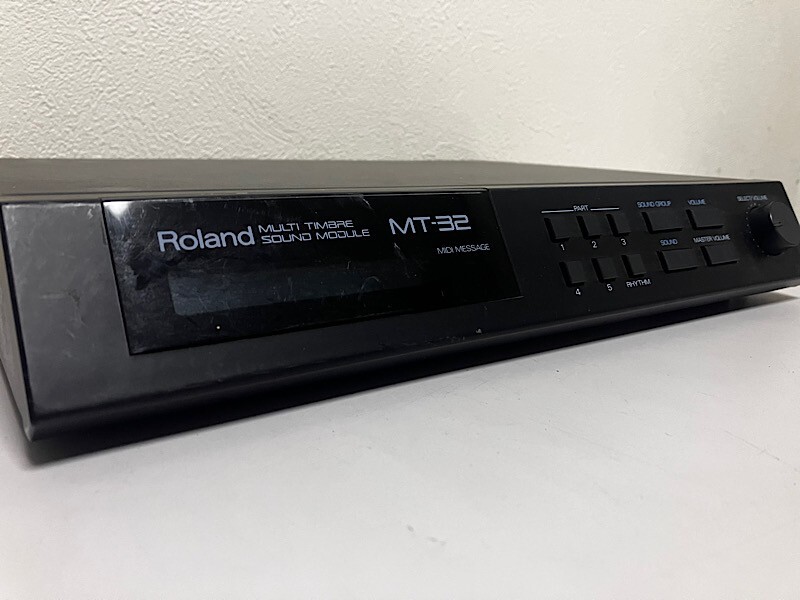 Roland
MULTI TIMBRE
SOUND MODULE
MT-32
MIDI MESSAGE
PART
1 2 3
4 5 RHYTHM
SOUND GROUP
VOLUME
SOUND
MASTER VOLUME
SELECT/VOLUME